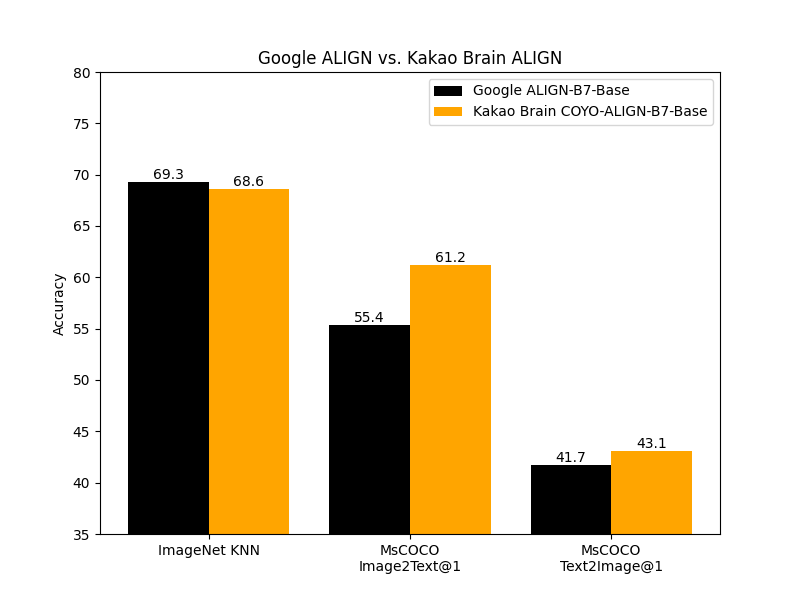 Google ALIGN vs. Kakao Brain ALIGN
Google ALIGN-B7-Base
Kakao Brain COYO-ALIGN-B7-Base
Accuracy
80
75
70
65
60
55
50
45
40
35
69.3
68.6
55.4
61.2
41.7
43.1
ImageNet KNN
MsCOCO
Image2Text@1
MsCOCO
Text2Image@1